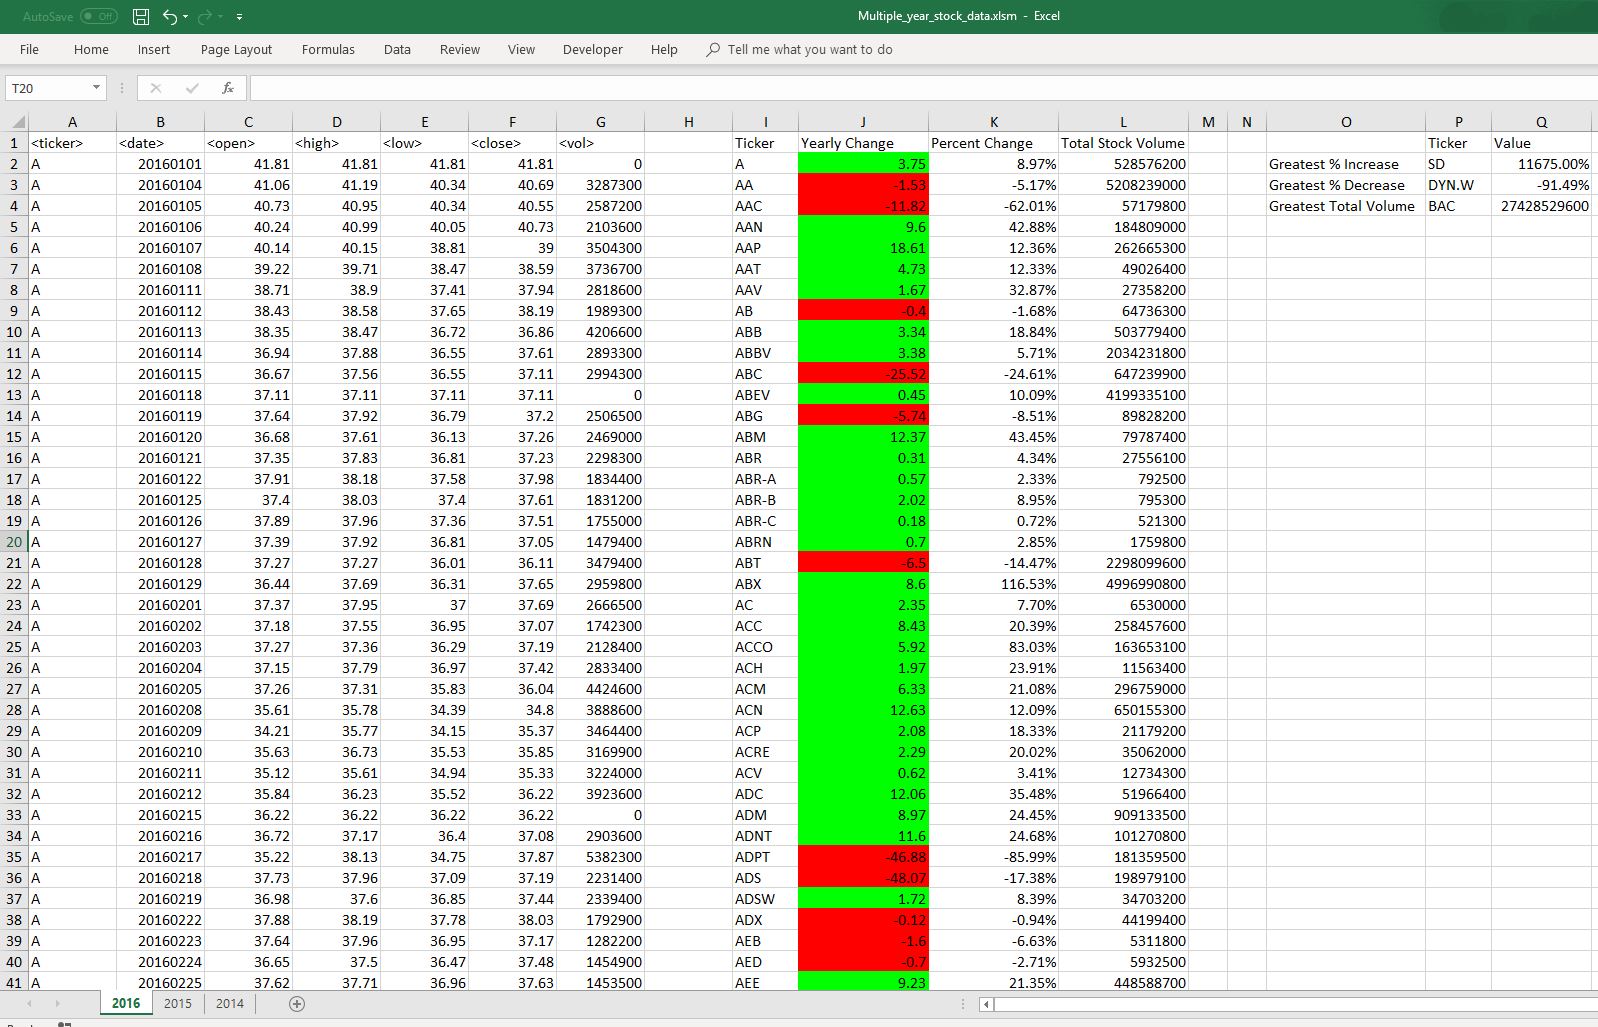 AutoSave Off Multiple_year_stock_data.xlsm - Excel
File Home Insert Page Layout Formulas Data Review View Developer Help Tell me what you want to do
T20 fx
A B C D E F G H I J K L M N O P Q
1 <ticker> <date> <open> <high> <low> <close> <vol> Ticker Yearly Change Percent Change Total Stock Volume Ticker Value
2 A 20160101 41.81 41.81 41.81 41.81 0 A 3.75 8.97% 528576200 Greatest % Increase SD 11675.00%
3 A 20160104 41.06 41.19 40.34 40.69 3287300 AA -1.53 -5.17% 5208239000 Greatest % Decrease DYN.W -91.49%
4 A 20160105 40.73 40.95 40.34 40.55 2587200 AAC -11.82 -62.01% 57179800 Greatest Total Volume BAC 27428529600
5 A 20160106 40.24 40.99 40.05 40.73 2103600 AAN 9.6 42.88% 184809000
6 A 20160107 40.14 40.15 38.81 39 3504300 AAP 18.61 12.36% 262665300
7 A 20160108 39.22 39.71 38.47 38.59 3736700 AAT 4.73 12.33% 49026400
8 A 20160111 38.71 38.9 37.41 37.94 2818600 AAV 1.67 32.87% 27358200
9 A 20160112 38.43 38.58 37.65 38.19 1989300 AB -0.4 -1.68% 64736300
10 A 20160113 38.35 38.47 36.72 36.86 4206600 ABB 3.34 18.84% 503779400
11 A 20160114 36.94 37.88 36.55 37.61 2893300 ABBV 3.38 5.71% 2034231800
12 A 20160115 36.67 37.56 36.55 37.11 2994300 ABC -25.52 -24.61% 647239900
13 A 20160118 37.11 37.11 37.11 37.11 0 ABEV 0.45 10.09% 4199335100
14 A 20160119 37.64 37.92 36.79 37.2 2506500 ABG -5.74 -8.51% 89828200
15 A 20160120 36.68 37.61 36.13 37.26 2469000 ABM 12.37 43.45% 79787400
16 A 20160121 37.35 37.83 36.81 37.23 2298300 ABR 0.31 4.34% 27556100
17 A 20160122 37.91 38.18 37.58 37.98 1834400 ABR-A 0.57 2.33% 792500
18 A 20160125 37.4 38.03 37.4 37.61 1831200 ABR-B 2.02 8.95% 795300
19 A 20160126 37.89 37.96 37.36 37.51 1755000 ABR-C 0.18 0.72% 521300
20 A 20160127 37.39 37.92 36.81 37.05 1479400 ABRN 0.7 2.85% 1759800
21 A 20160128 37.27 37.27 36.01 36.11 3479400 ABT -6.5 -14.47% 2298099600
22 A 20160129 36.44 37.69 36.31 37.65 2959800 ABX 8.6 116.53% 4996990800
23 A 20160201 37.37 37.95 37 37.69 2666500 AC 2.35 7.70% 6530000
24 A 20160202 37.18 37.55 36.95 37.07 1742300 ACC 8.43 20.39% 258457600
25 A 20160203 37.27 37.36 36.29 37.19 2128400 ACCO 5.92 83.03% 163653100
26 A 20160204 37.15 37.79 36.97 37.42 2833400 ACH 1.97 23.91% 11563400
27 A 20160205 37.26 37.31 35.83 36.04 4424600 ACM 6.33 21.08% 296759000
28 A 20160208 35.61 35.78 34.39 34.8 3888600 ACN 12.63 12.09% 650155300
29 A 20160209 34.21 35.77 34.15 35.37 3464400 ACP 2.08 18.33% 21179200
30 A 20160210 35.63 36.73 35.53 35.85 3169900 ACRE 2.29 20.02% 35062000
31 A 20160211 35.12 35.61 34.94 35.33 3224000 ACV 0.62 3.41% 12734300
32 A 20160212 35.84 36.23 35.52 36.22 3923600 ADC 12.06 35.48% 51966400
33 A 20160215 36.22 36.22 36.22 36.22 0 ADM 8.97 24.45% 909133500
34 A 20160216 36.72 37.17 36.4 37.08 2903600 ADNT 11.6 24.68% 101270800
35 A 20160217 35.22 38.13 34.75 37.87 5382300 ADPT -46.88 -85.99% 181359500
36 A 20160218 37.73 37.96 37.09 37.19 2231400 ADS -48.07 -17.38% 198979100
37 A 20160219 36.98 37.6 36.85 37.44 2339400 ADSW 1.72 8.39% 34703200
38 A 20160222 37.88 38.19 37.78 38.03 1792900 ADX -0.12 -0.94% 44199400
39 A 20160223 37.64 37.96 36.95 37.17 1282200 AEB -1.6 -6.63% 5311800
40 A 20160224 36.65 37.5 36.47 37.48 1454900 AED -0.7 -2.71% 5932500
41 A 20160225 37.62 37.71 36.96 37.63 1453500 AEE 9.23 21.35% 448588700
2016 2015 2014